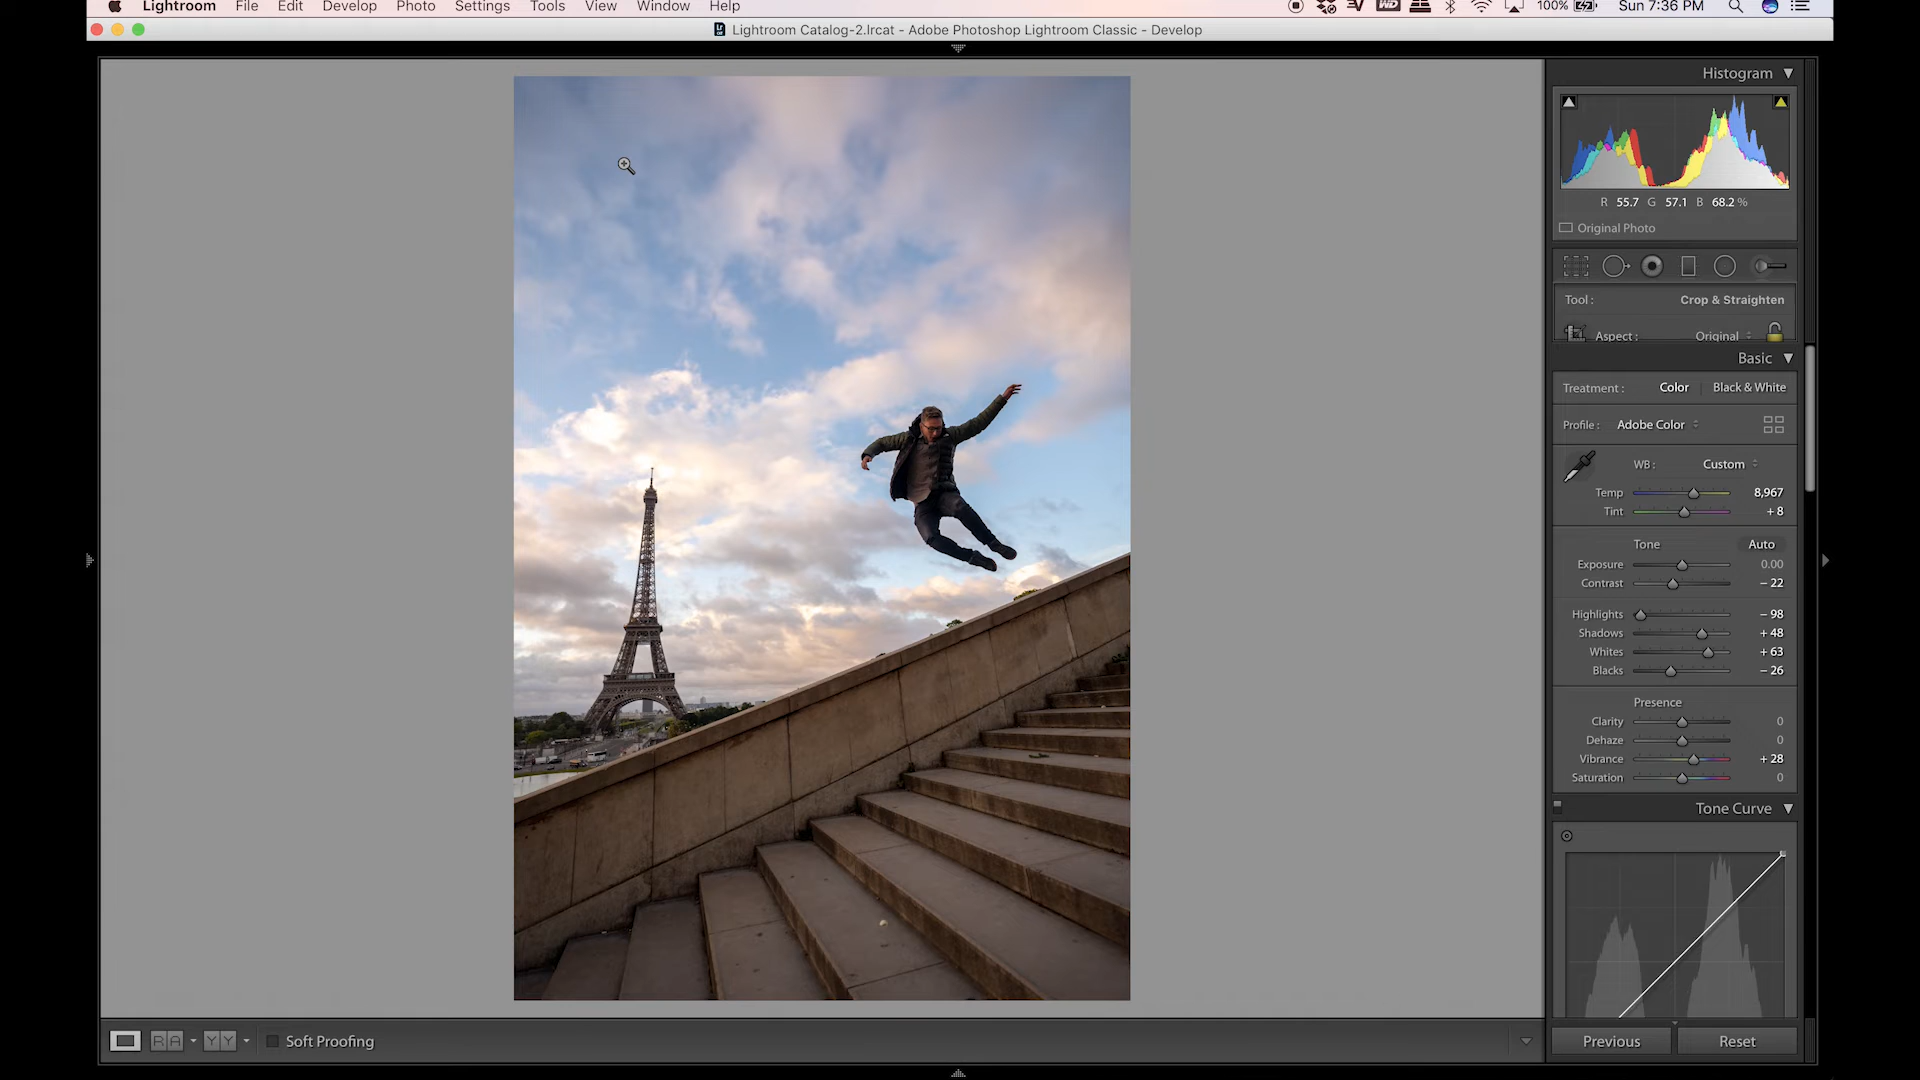 Lightroom File Edit Develop Photo Settings Tools View Window Help 100% Sun 7:36 PM
Lightroom Catalog-2.lrcat - Adobe Photoshop Lightroom Classic - Develop
Histogram
R 55.7 G 57.1 B 68.2 %
Original Photo
Tool : Crop & Straighten
Aspect : Original
Basic
Treatment : Color Black & White
Profile : Adobe Color
WB : Custom
Temp 8,967
Tint + 8
Tone Auto
Exposure 0.00
Contrast − 22
Highlights − 98
Shadows + 48
Whites + 63
Blacks − 26
Presence
Clarity 0
Dehaze 0
Vibrance + 28
Saturation 0
Tone Curve
R A Y Y Soft Proofing
Previous Reset